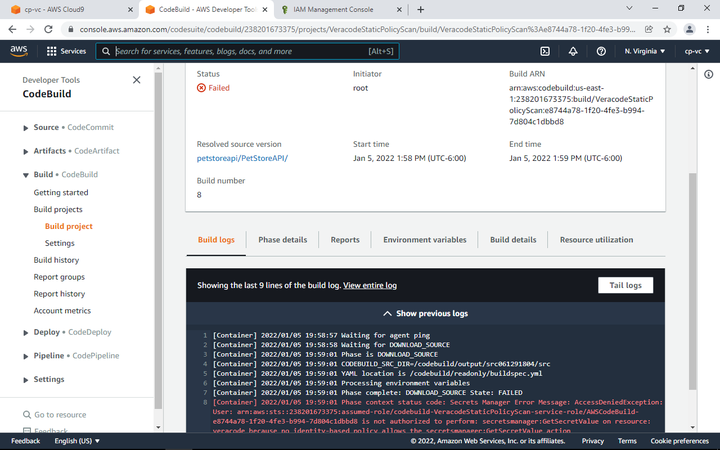 cp-vc - AWS Cloud9
CodeBuild - AWS Developer Tool
IAM Management Console
console.aws.amazon.com/codesuite/codebuild/238201673375/projects/VeracodeStaticPolicyScan/build/VeracodeStaticPolicyScan%3Ae8744a78-1f20-4fe3-b99...
aws
Services
Search for services, features, blogs, docs, and more
[Alt+S]
N. Virginia
cp-vc
Developer Tools
CodeBuild
Source • CodeCommit
Artifacts • CodeArtifact
Build • CodeBuild
Getting started
Build projects
Build project
Settings
Build history
Report groups
Report history
Account metrics
Deploy • CodeDeploy
Pipeline • CodePipeline
Settings
Go to resource
Feedback
Status
Failed
Initiator
root
Build ARN
arn:aws:codebuild:us-east-
1:238201673375:build/VeracodeStaticP
olicyScan:e8744a78-1f20-4fe3-b994-
7d804c1dbbd8
Resolved source version
petstoreapi/PetStoreAPI/
Start time
Jan 5, 2022 1:58 PM (UTC-6:00)
End time
Jan 5, 2022 1:59 PM (UTC-6:00)
Build number
8
Build logs
Phase details
Reports
Environment variables
Build details
Resource utilization
Showing the last 9 lines of the build log. View entire log
Tail logs
Show previous logs
1 [Container] 2022/01/05 19:58:57 Waiting for agent ping
2 [Container] 2022/01/05 19:58:58 Waiting for DOWNLOAD_SOURCE
3 [Container] 2022/01/05 19:59:01 Phase is DOWNLOAD_SOURCE
4 [Container] 2022/01/05 19:59:01 CODEBUILD_SRC_DIR=/codebuild/output/src061291804/src
5 [Container] 2022/01/05 19:59:01 YAML location is /codebuild/readonly/buildspec.yml
6 [Container] 2022/01/05 19:59:01 Processing environment variables
7 [Container] 2022/01/05 19:59:01 Phase complete: DOWNLOAD_SOURCE State: FAILED
8 [Container] 2022/01/05 19:59:01 Phase context status code: Secrets Manager Error Message: AccessDeniedException:
User: arn:aws:sts::238201673375:assumed-role/codebuild-VeracodeStaticPolicyScan-service-role/AWSCodeBuild-
e8744a78-1f20-4fe3-b994-7d804c1dbbd8 is not authorized to perform: secretsmanager:GetSecretValue on resource:
veracode because no identity-based policy allows the secretsmanager:GetSecretValue action
Feedback
English (US)
© 2022, Amazon Web Services, Inc. or its affiliates.
Privacy
Terms
Cookie preferences